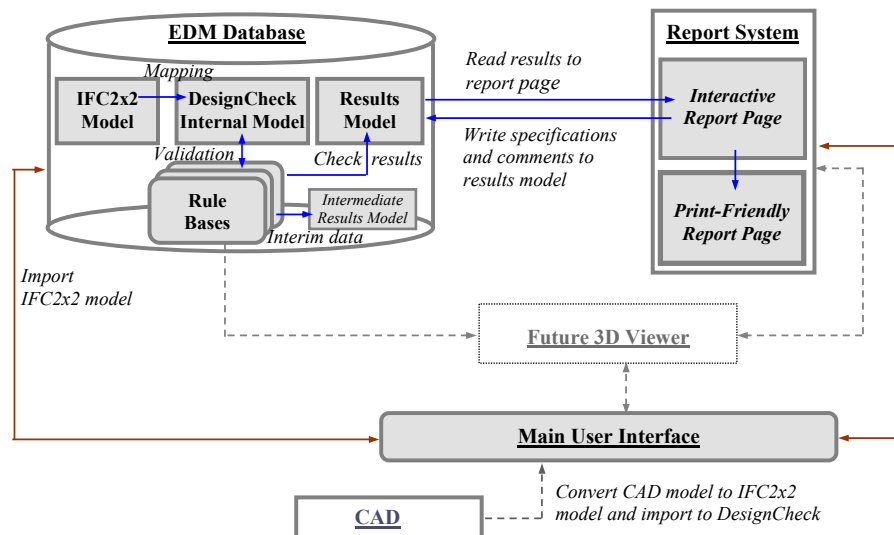 EDM Database
Mapping
IFC2x2
Model
DesignCheck
Internal Model
Results
Model
Validation
Check results
Rule
Bases
Intermediate
Results Model
Interim data
Read results to
report page
Write specifications
and comments to
results model
Report System
Interactive
Report Page
Print-Friendly
Report Page
Import
IFC2x2 model
Future 3D Viewer
Main User Interface
Convert CAD model to IFC2x2
model and import to DesignCheck
CAD